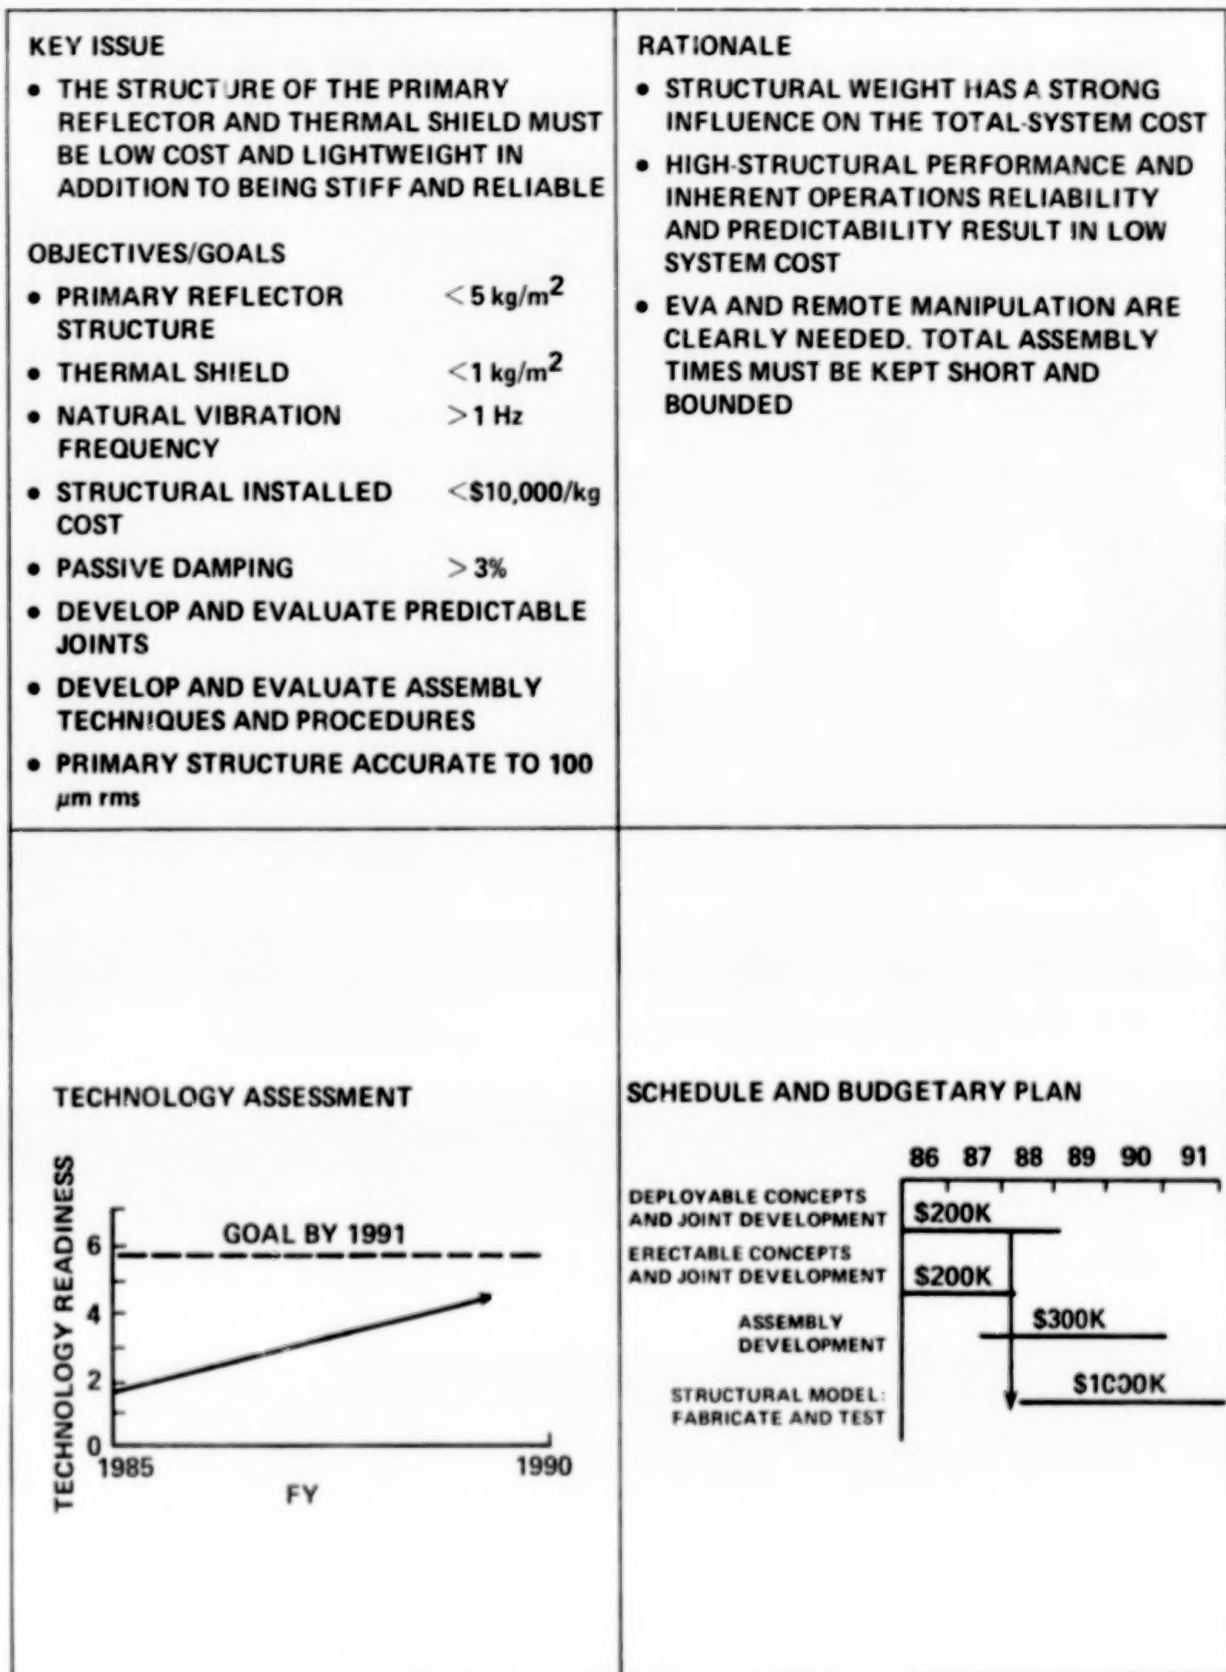 KEY ISSUE
• THE STRUCTURE OF THE PRIMARY
REFLECTOR AND THERMAL SHIELD MUST
BE LOW COST AND LIGHTWEIGHT IN
ADDITION TO BEING STIFF AND RELIABLE
OBJECTIVES/GOALS
• PRIMARY REFLECTOR <5 kg/m²
STRUCTURE
• THERMAL SHIELD <1 kg/m²
• NATURAL VIBRATION >1 Hz
FREQUENCY
• STRUCTURAL INSTALLED <$10,000/kg
COST
• PASSIVE DAMPING >3%
• DEVELOP AND EVALUATE PREDICTABLE
JOINTS
• DEVELOP AND EVALUATE ASSEMBLY
TECHNIQUES AND PROCEDURES
• PRIMARY STRUCTURE ACCURATE TO 100
μm rms
RATIONALE
• STRUCTURAL WEIGHT HAS A STRONG
INFLUENCE ON THE TOTAL-SYSTEM COST
• HIGH-STRUCTURAL PERFORMANCE AND
INHERENT OPERATIONS RELIABILITY
AND PREDICTABILITY RESULT IN LOW
SYSTEM COST
• EVA AND REMOTE MANIPULATION ARE
CLEARLY NEEDED. TOTAL ASSEMBLY
TIMES MUST BE KEPT SHORT AND
BOUNDED
TECHNOLOGY ASSESSMENT
TECHNOLOGY READINESS
6
4
2
0
GOAL BY 1991
1985 1990
FY
SCHEDULE AND BUDGETARY PLAN
86 87 88 89 90 91
DEPLOYABLE CONCEPTS
AND JOINT DEVELOPMENT $200K
ERECTABLE CONCEPTS
AND JOINT DEVELOPMENT $200K
ASSEMBLY $300K
DEVELOPMENT
STRUCTURAL MODEL: $1000K
FABRICATE AND TEST